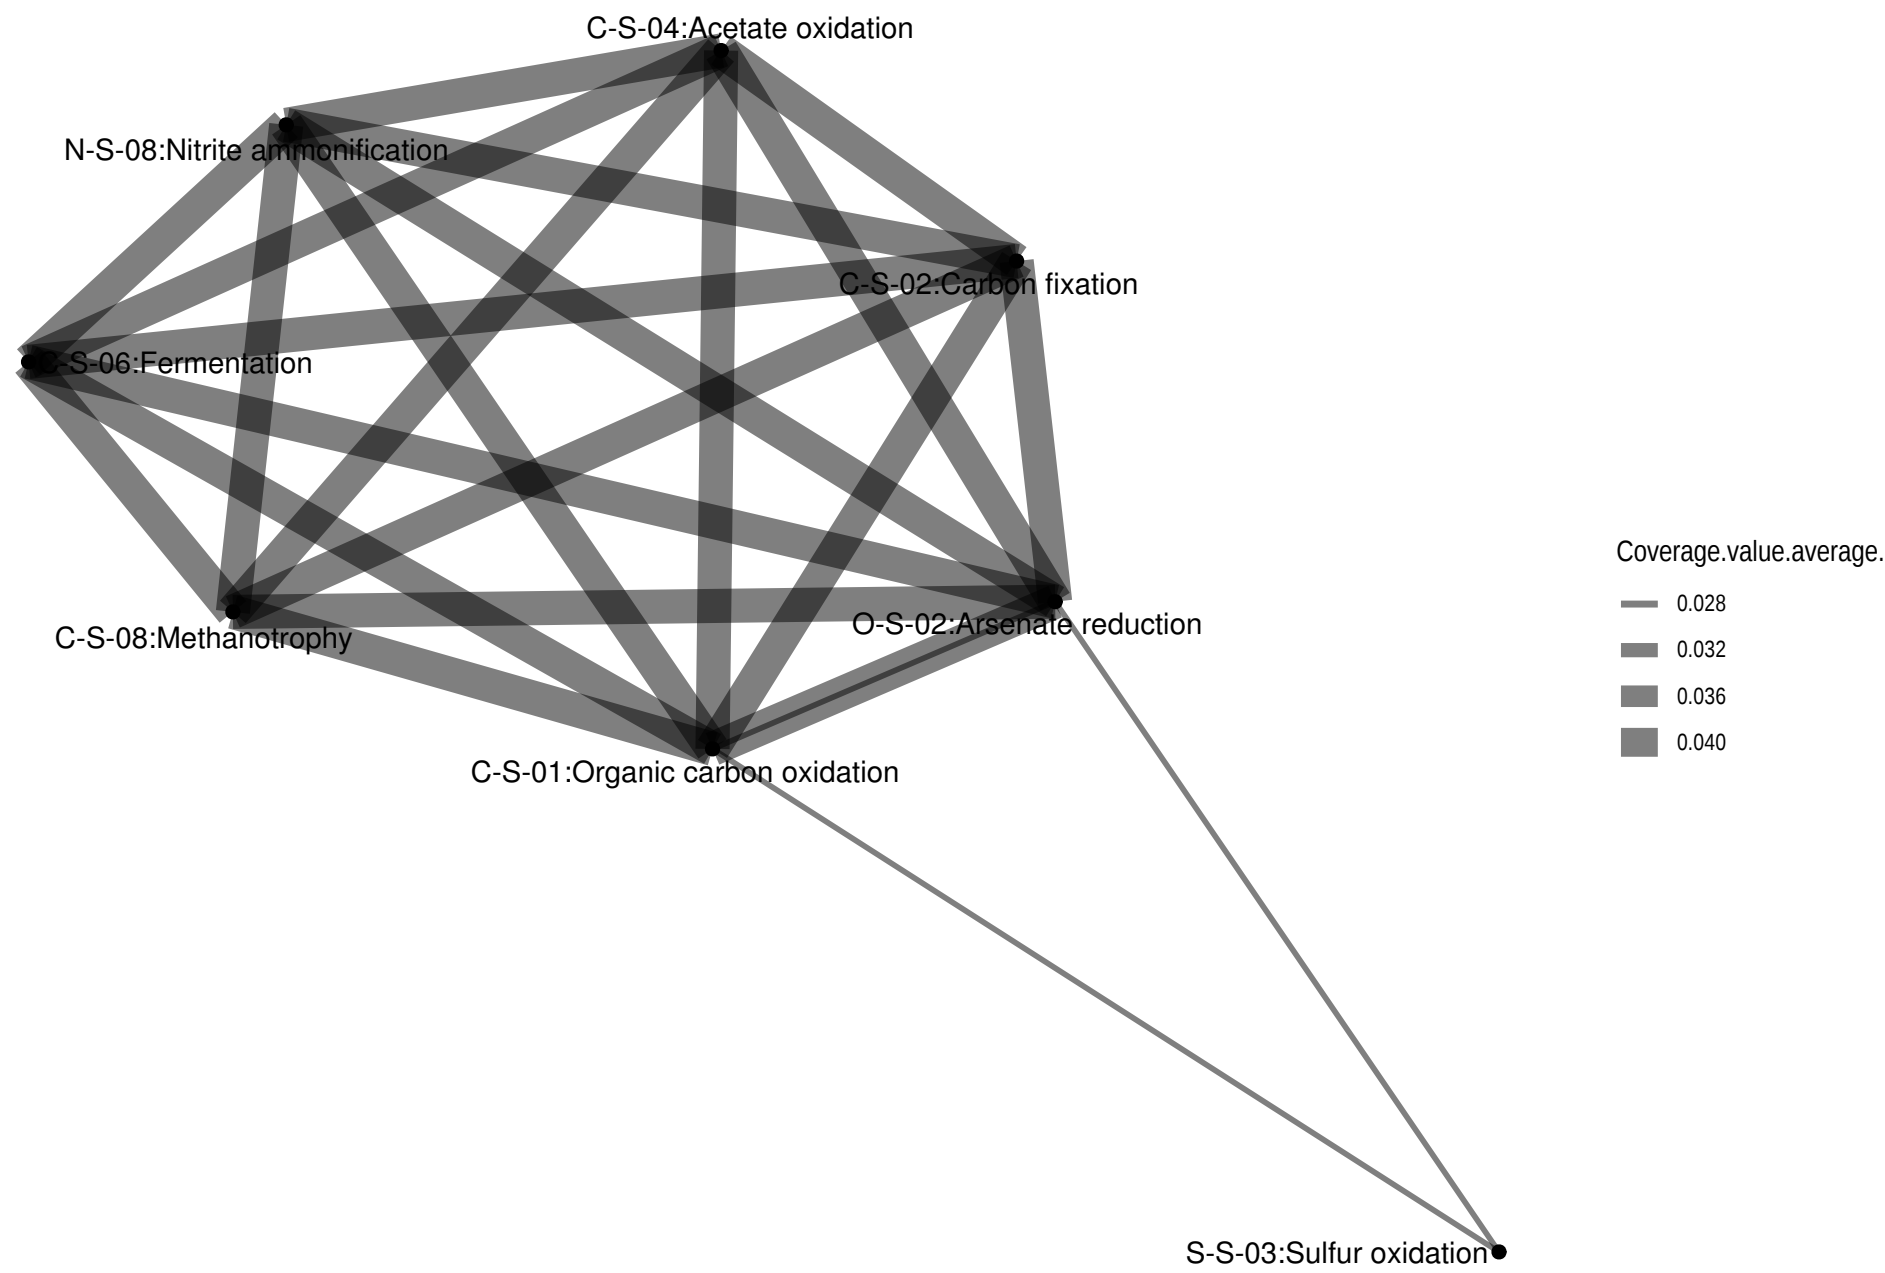 C-S-04:Acetate oxidation
N-S-08:Nitrite ammonification
C-S-02:Carbon fixation
C-S-06:Fermentation
Coverage.value.average.
0.028
0.032
0.036
0.040
O-S-02:Arsenate reduction
C-S-08:Methanotrophy
C-S-01:Organic carbon oxidation
S-S-03:Sulfur oxidation